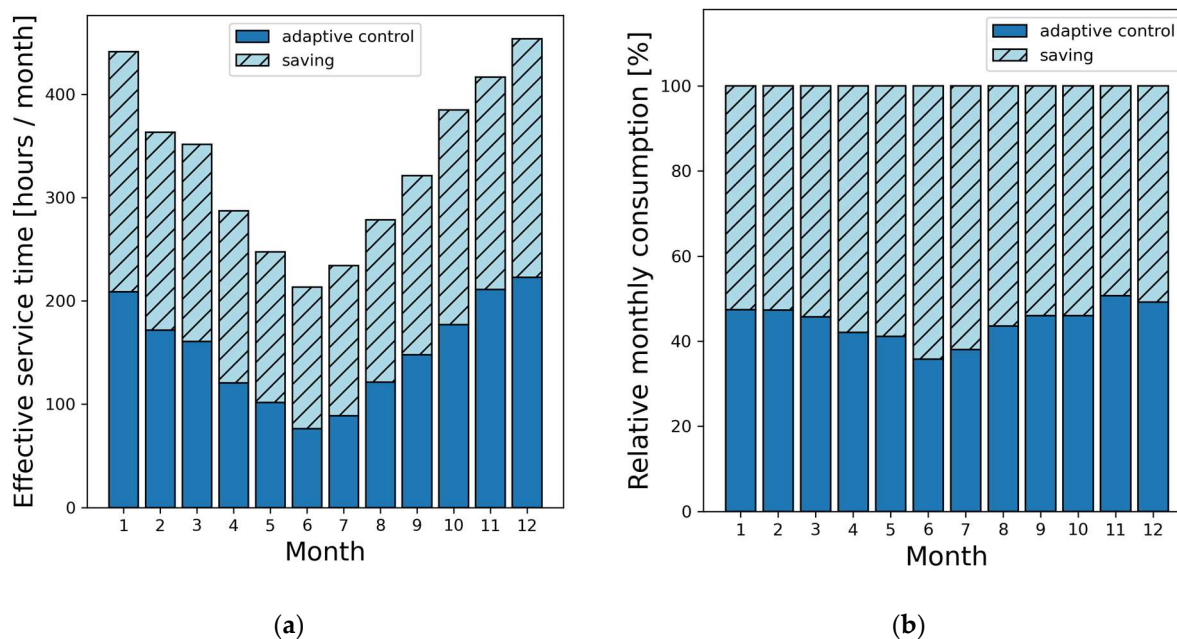 Effective service time [hours / month]
adaptive control
saving
400
300
200
100
0
1 2 3 4 5 6 7 8 9 10 11 12
Month
(a)
Relative monthly consumption [%]
adaptive control
saving
100
80
60
40
20
0
1 2 3 4 5 6 7 8 9 10 11 12
Month
(b)